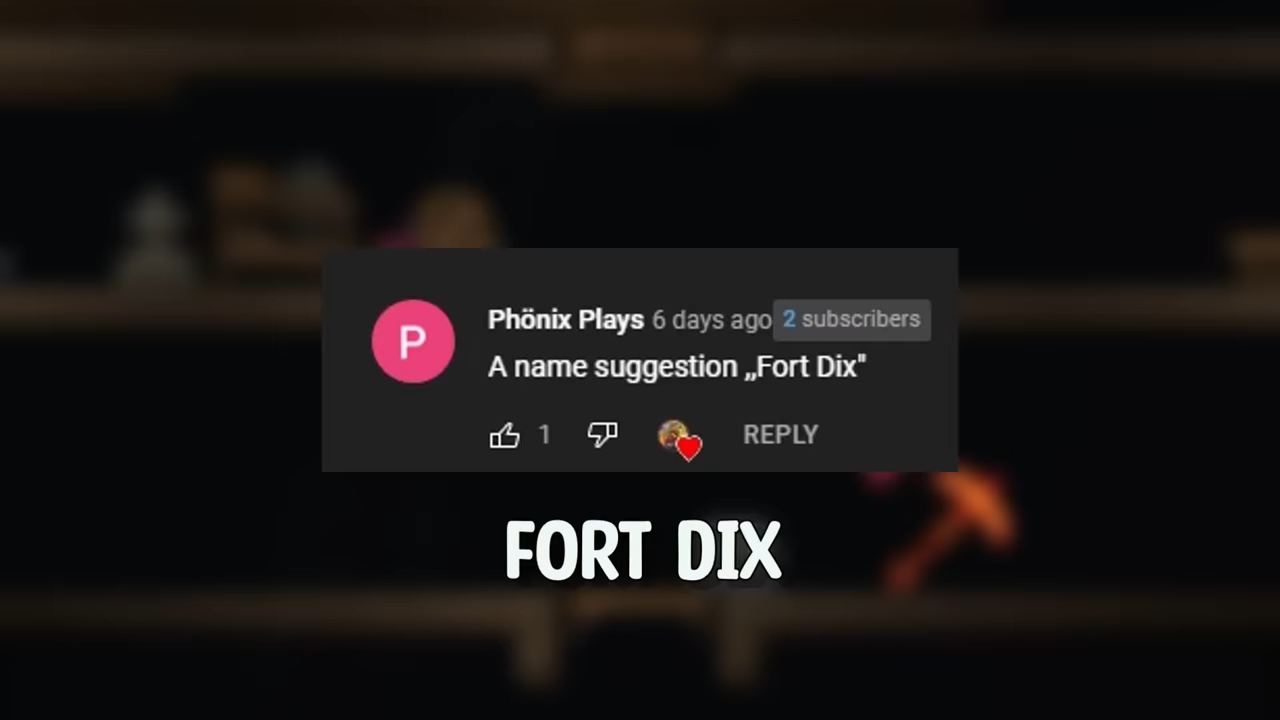 Phönix Plays 6 days ago 2 subscribers
A name suggestion „Fort Dix"
1 REPLY
FORT DIX
P